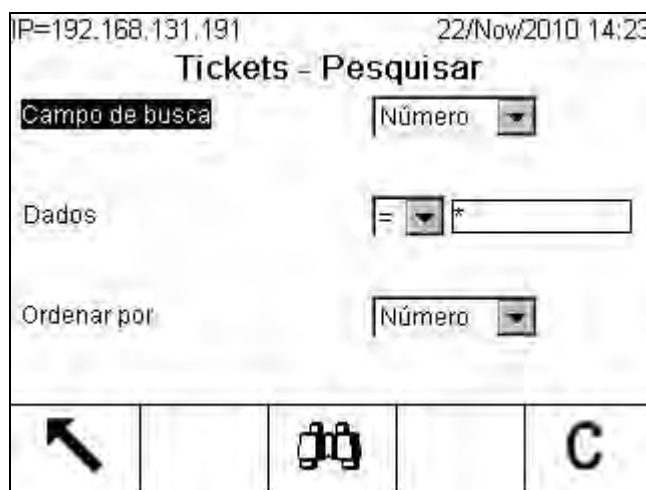 IP=192.168.131.191 22/Nov/2010 14:23
Tickets - Pesquisar
Campo de busca Número
Dados = *
Ordenar por Número
C